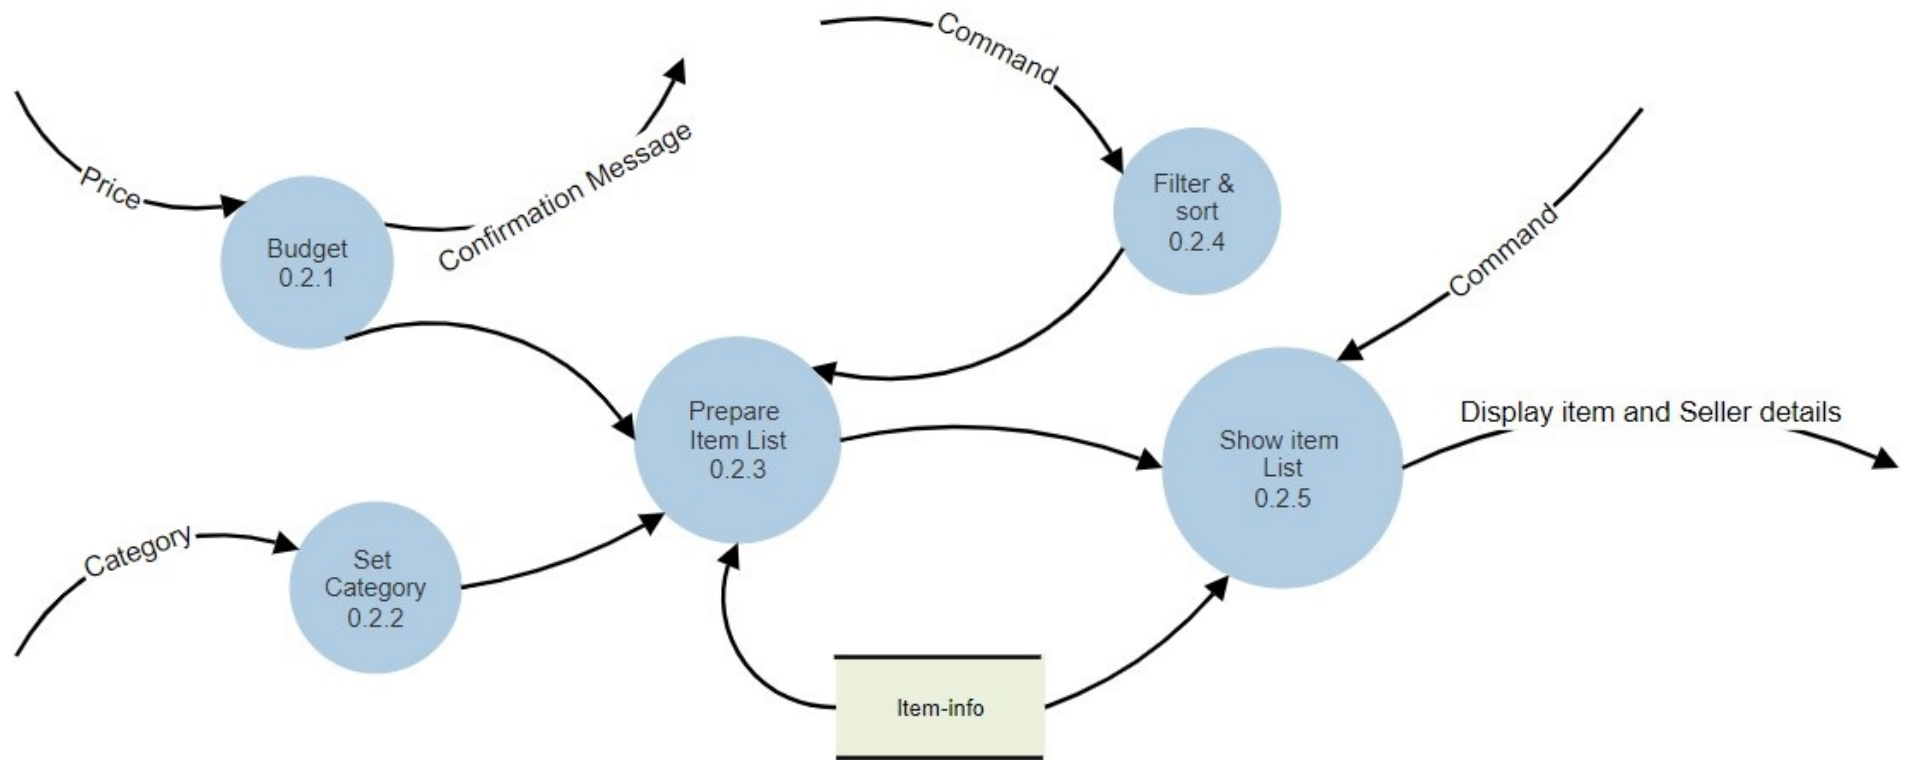 Command
Price
Confirmation Message
Filter &
sort
0.2.4
Budget
0.2.1
Command
Prepare
Item List
0.2.3
Display item and Seller details
Show item
List
0.2.5
Category
Set
Category
0.2.2
Item-info